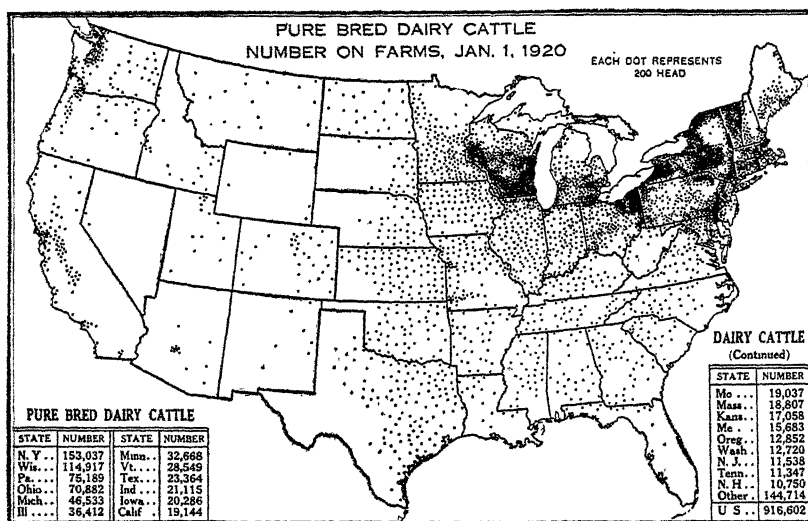 PURE BRED DAIRY CATTLE
NUMBER ON FARMS, JAN. 1, 1920
EACH DOT REPRESENTS
200 HEAD
PURE BRED DAIRY CATTLE
STATE NUMBER STATE NUMBER
N. Y.. 153,037 Minn.. 32,668
Wis... 114,917 Vt.... 28,549
Pa.... 75,189 Tex... 23,364
Ohio.. 70,882 Ind... 21,115
Mich.. 46,533 Iowa.. 20,286
Ill... 36,412 Calif 19,144
DAIRY CATTLE
(Continued)
STATE NUMBER
Mo... 19,037
Mass.. 18,807
Kans.. 17,058
Me... 15,683
Oreg.. 12,852
Wash 12,720
N. J... 11,538
Tenn. 11,347
N. H.. 10,750
Other. 144,714
U S.. 916,602